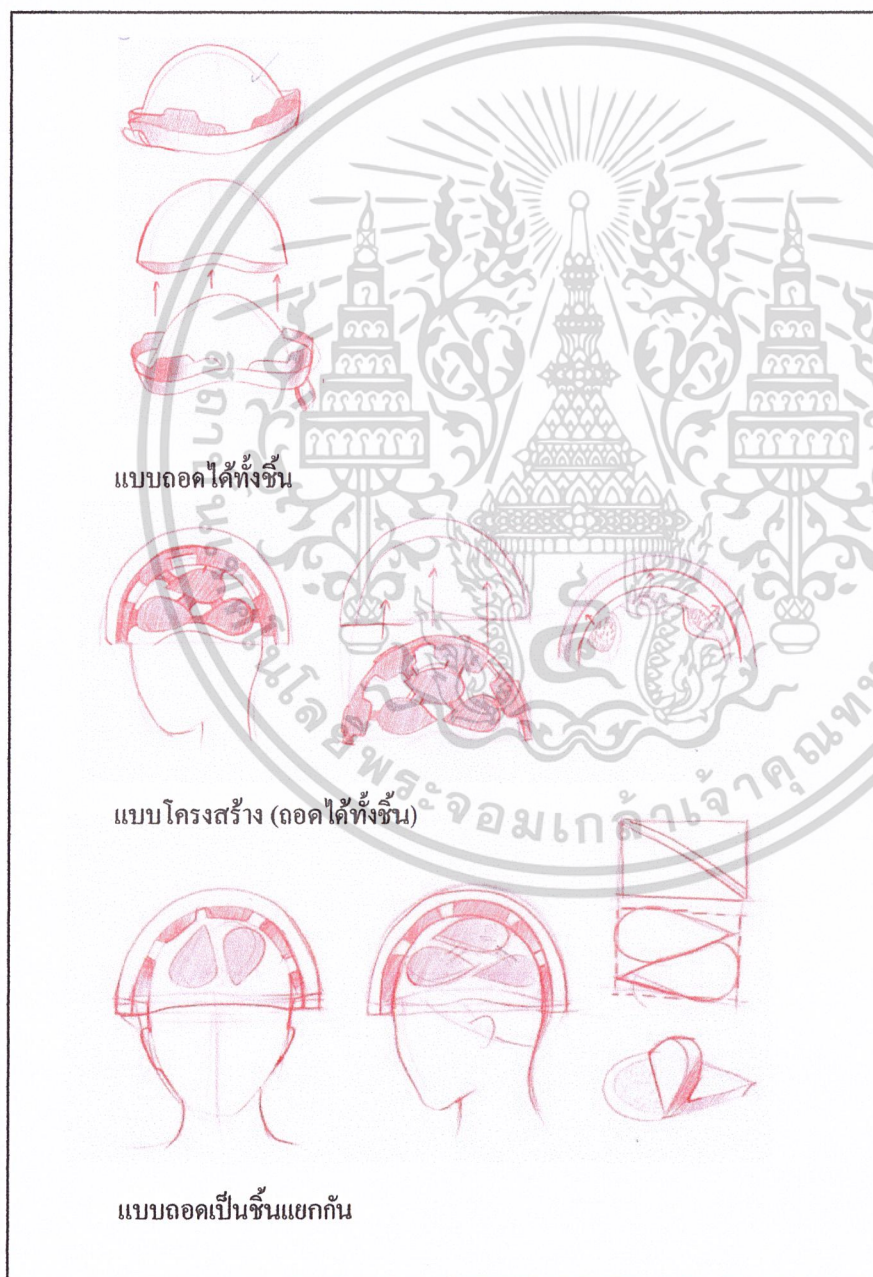 แบบถอดได้ทั้งชิ้น
แบบโครงสร้าง (ถอดได้ทั้งชิ้น)
แบบถอดเป็นชิ้นแยกกัน